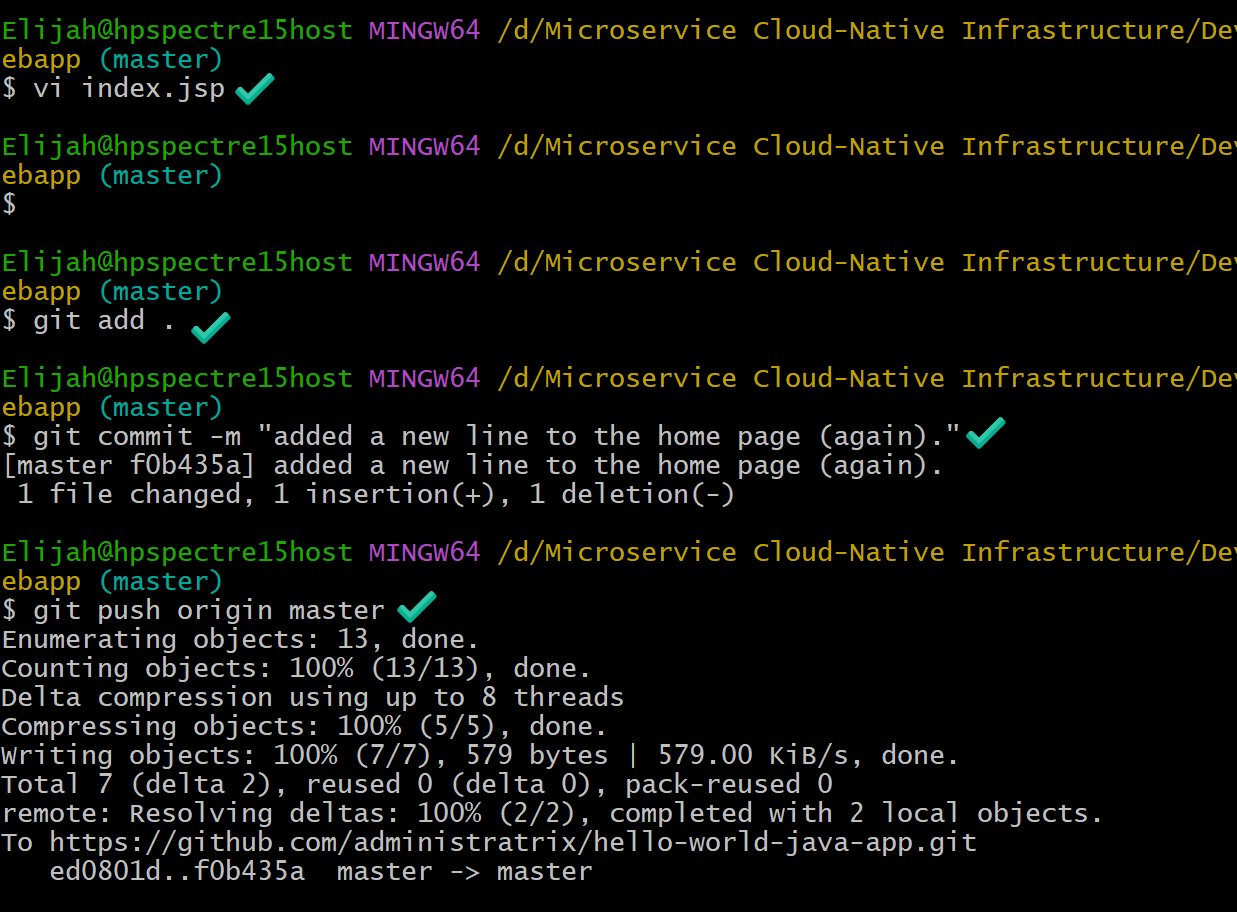 Elijah@hpspectre15host MINGW64 /d/Microservice Cloud-Native Infrastructure/Dev
ebapp (master)
$ vi index.jsp
Elijah@hpspectre15host MINGW64 /d/Microservice Cloud-Native Infrastructure/Dev
ebapp (master)
$
Elijah@hpspectre15host MINGW64 /d/Microservice Cloud-Native Infrastructure/Dev
ebapp (master)
$ git add .
Elijah@hpspectre15host MINGW64 /d/Microservice Cloud-Native Infrastructure/Dev
ebapp (master)
$ git commit -m "added a new line to the home page (again)."
[master f0b435a] added a new line to the home page (again).
 1 file changed, 1 insertion(+), 1 deletion(-)
Elijah@hpspectre15host MINGW64 /d/Microservice Cloud-Native Infrastructure/Dev
ebapp (master)
$ git push origin master
Enumerating objects: 13, done.
Counting objects: 100% (13/13), done.
Delta compression using up to 8 threads
Compressing objects: 100% (5/5), done.
Writing objects: 100% (7/7), 579 bytes | 579.00 KiB/s, done.
Total 7 (delta 2), reused 0 (delta 0), pack-reused 0
remote: Resolving deltas: 100% (2/2), completed with 2 local objects.
To https://github.com/administratrix/hello-world-java-app.git
   ed0801d..f0b435a  master -> master